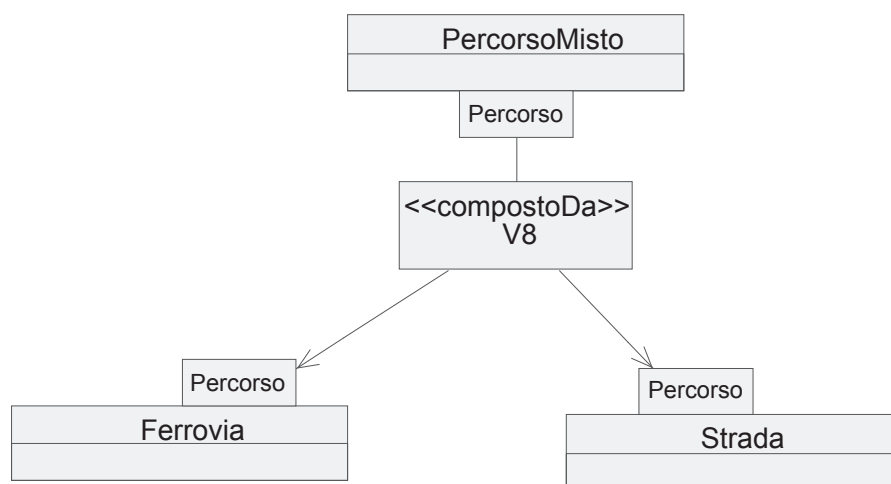 PercorsoMisto
Percorso
<<compostoDa>>
V8
Percorso
Percorso
Ferrovia
Strada